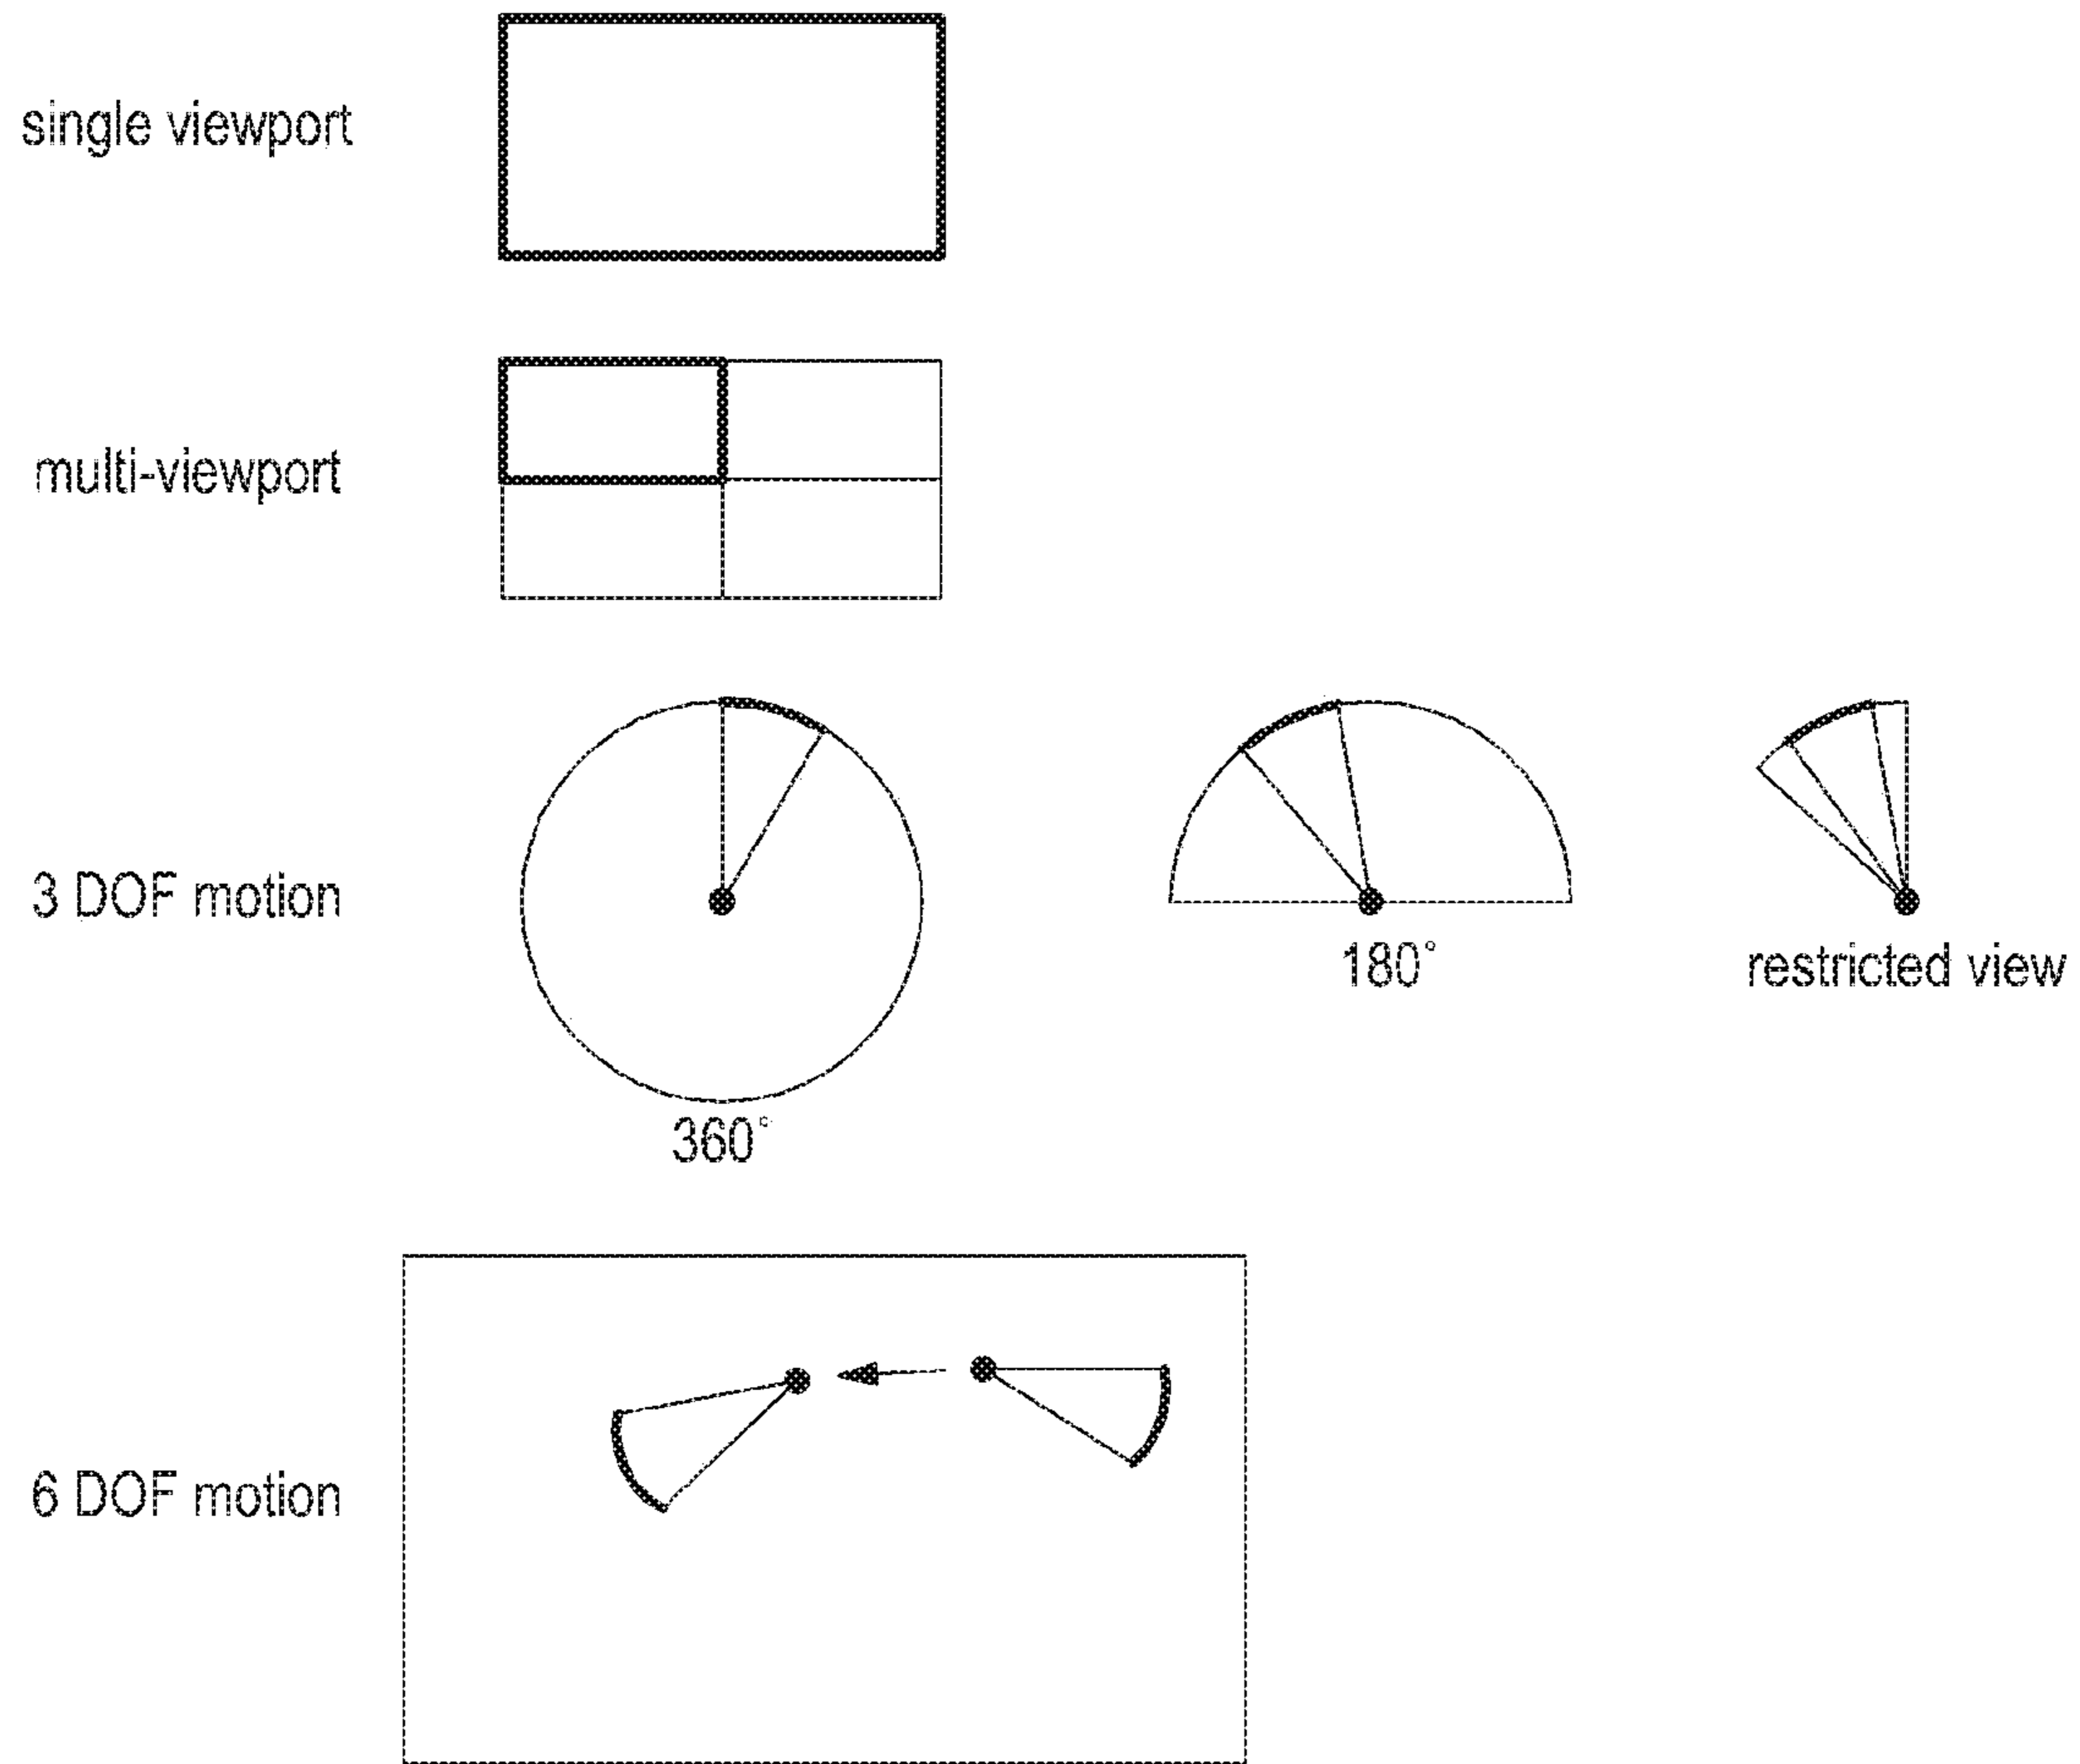 single viewport
multi-viewport
3 DOF motion
360°
180°
restricted view
6 DOF motion